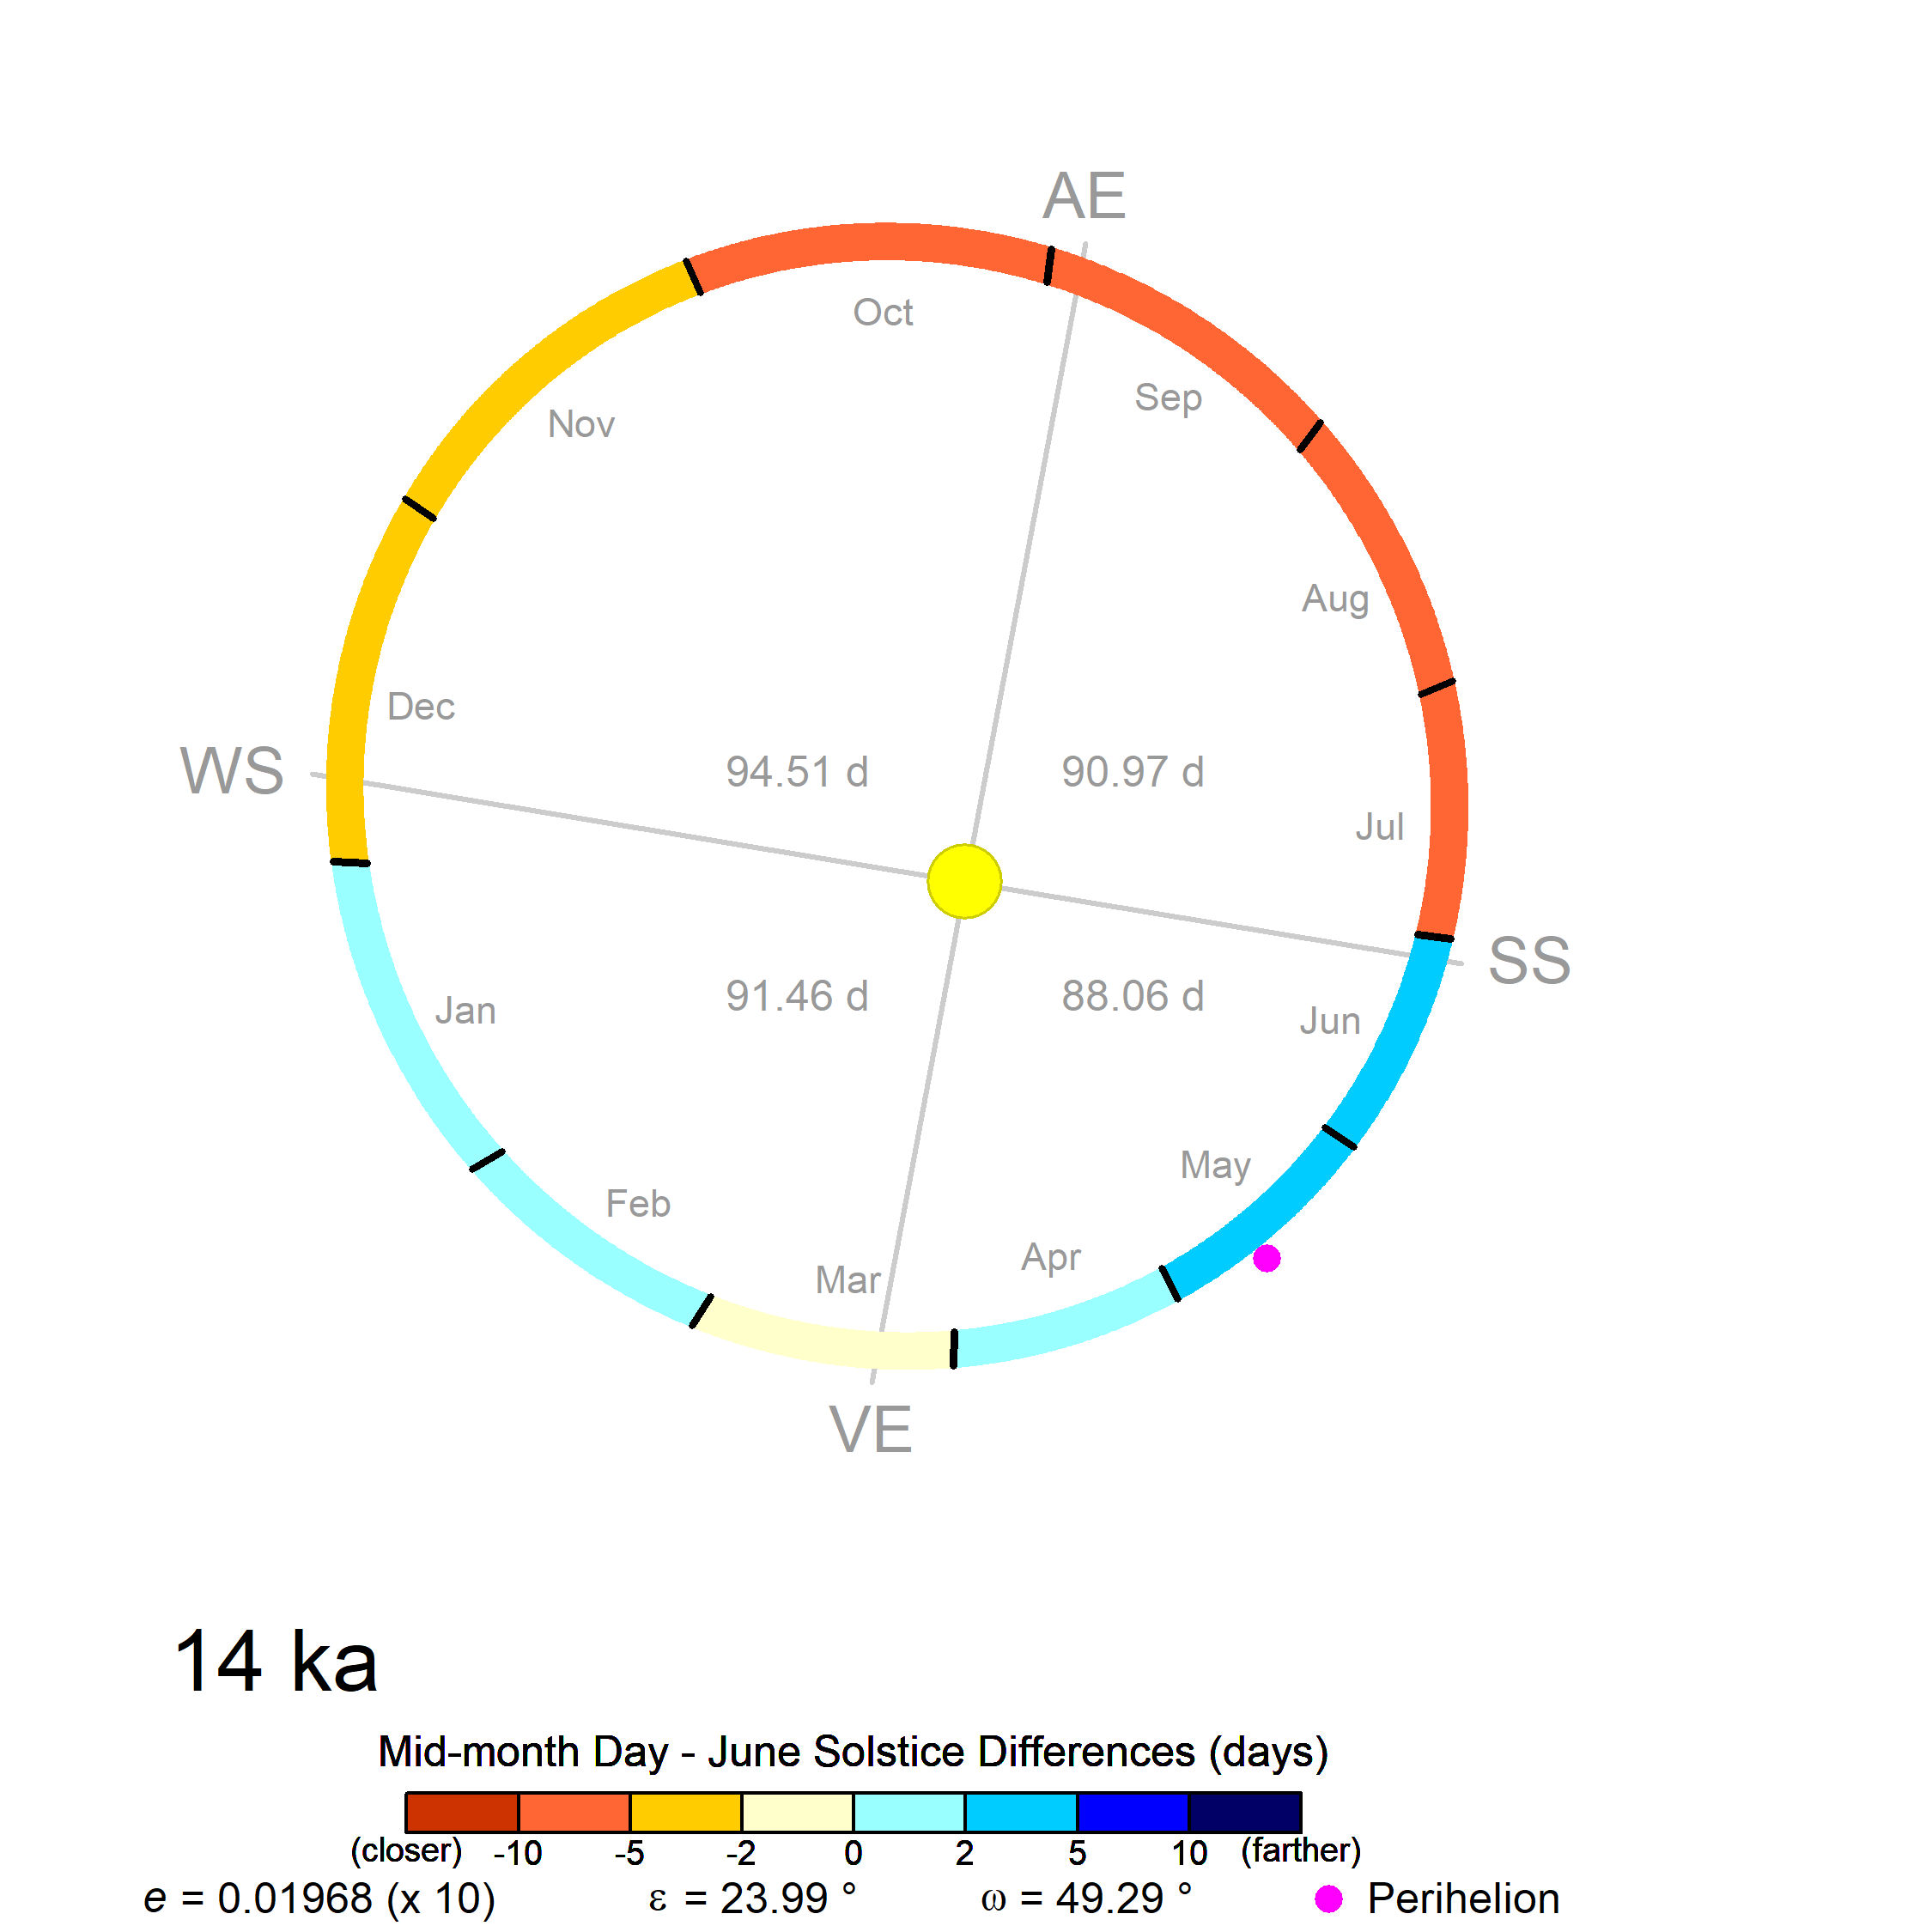 AE
Oct
Sep
Nov
Aug
Dec
WS
94.51 d
90.97 d
Jul
SS
91.46 d
88.06 d
Jan
Jun
May
Feb
Apr
Mar
VE
14 ka
Mid-month Day - June Solstice Differences (days)
(closer) -10 -5 -2 0 2 5 10 (farther)
e = 0.01968 (x 10) ε = 23.99 ° ω = 49.29 ° Perihelion